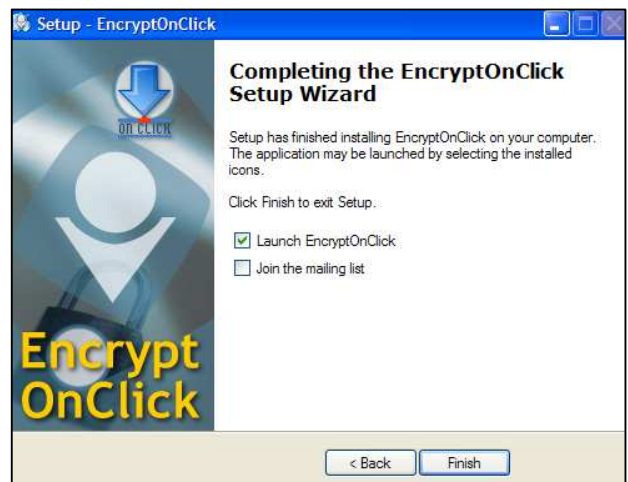 Setup - EncryptOnClick
ON CLICK
Completing the EncryptOnClick
Setup Wizard
Setup has finished installing EncryptOnClick on your computer.
The application may be launched by selecting the installed
icons.
Click Finish to exit Setup.
Launch EncryptOnClick
Join the mailing list
Encrypt
OnClick
< Back
Finish